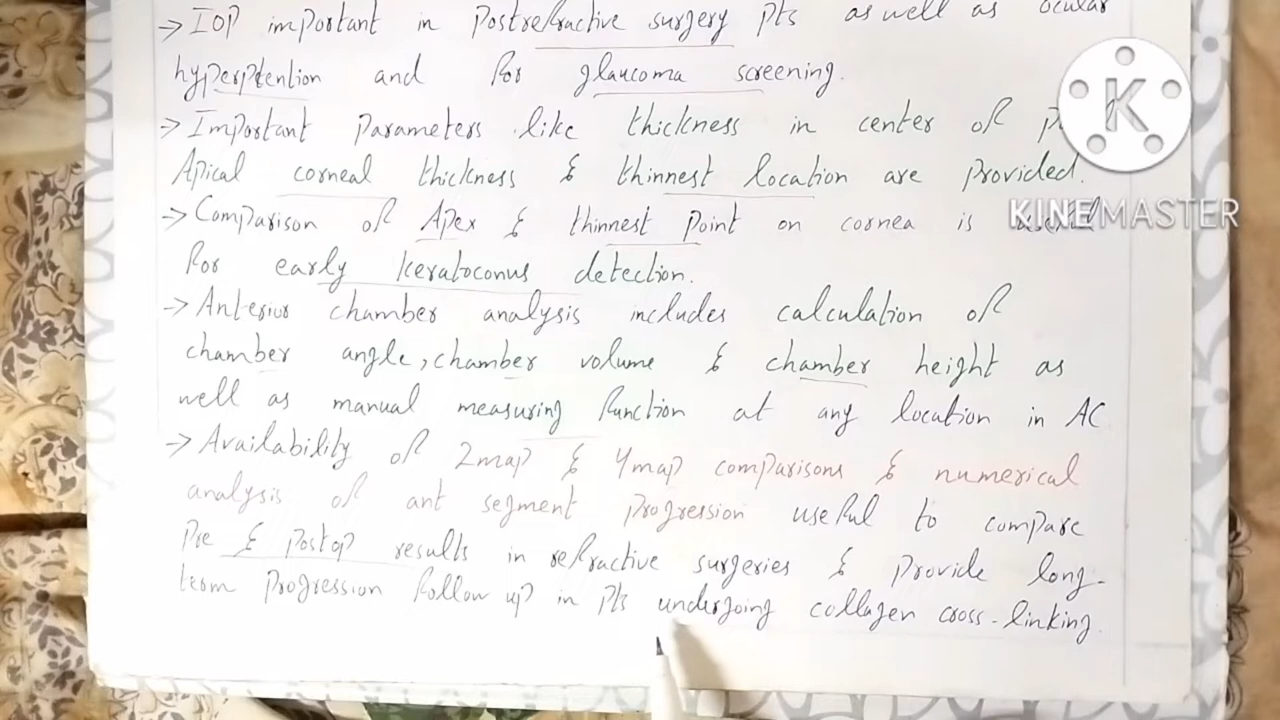 → IOP important in Postrefractive surgery pts as well as ocular
hyperptention and for glaucoma screening.
→ Important Parameters like thickness in center of
Apical corneal thickness & thinnest location are provided.
→ Comparison of Apex & thinnest Point on cornea is useful
for early keratoconus detection.
→ Anterior chamber analysis includes calculation of
chamber angle, chamber volume & chamber height as
well as manual measuring function at any location in AC
→ Availability of 2map & 4map comparisons & numerical
analysis of ant segment progression useful to compare
Pre & Postop results in refractive surgeries & provide long-
term Progression follow up in Pts undergoing collagen cross-linking.
K
KINEMASTER